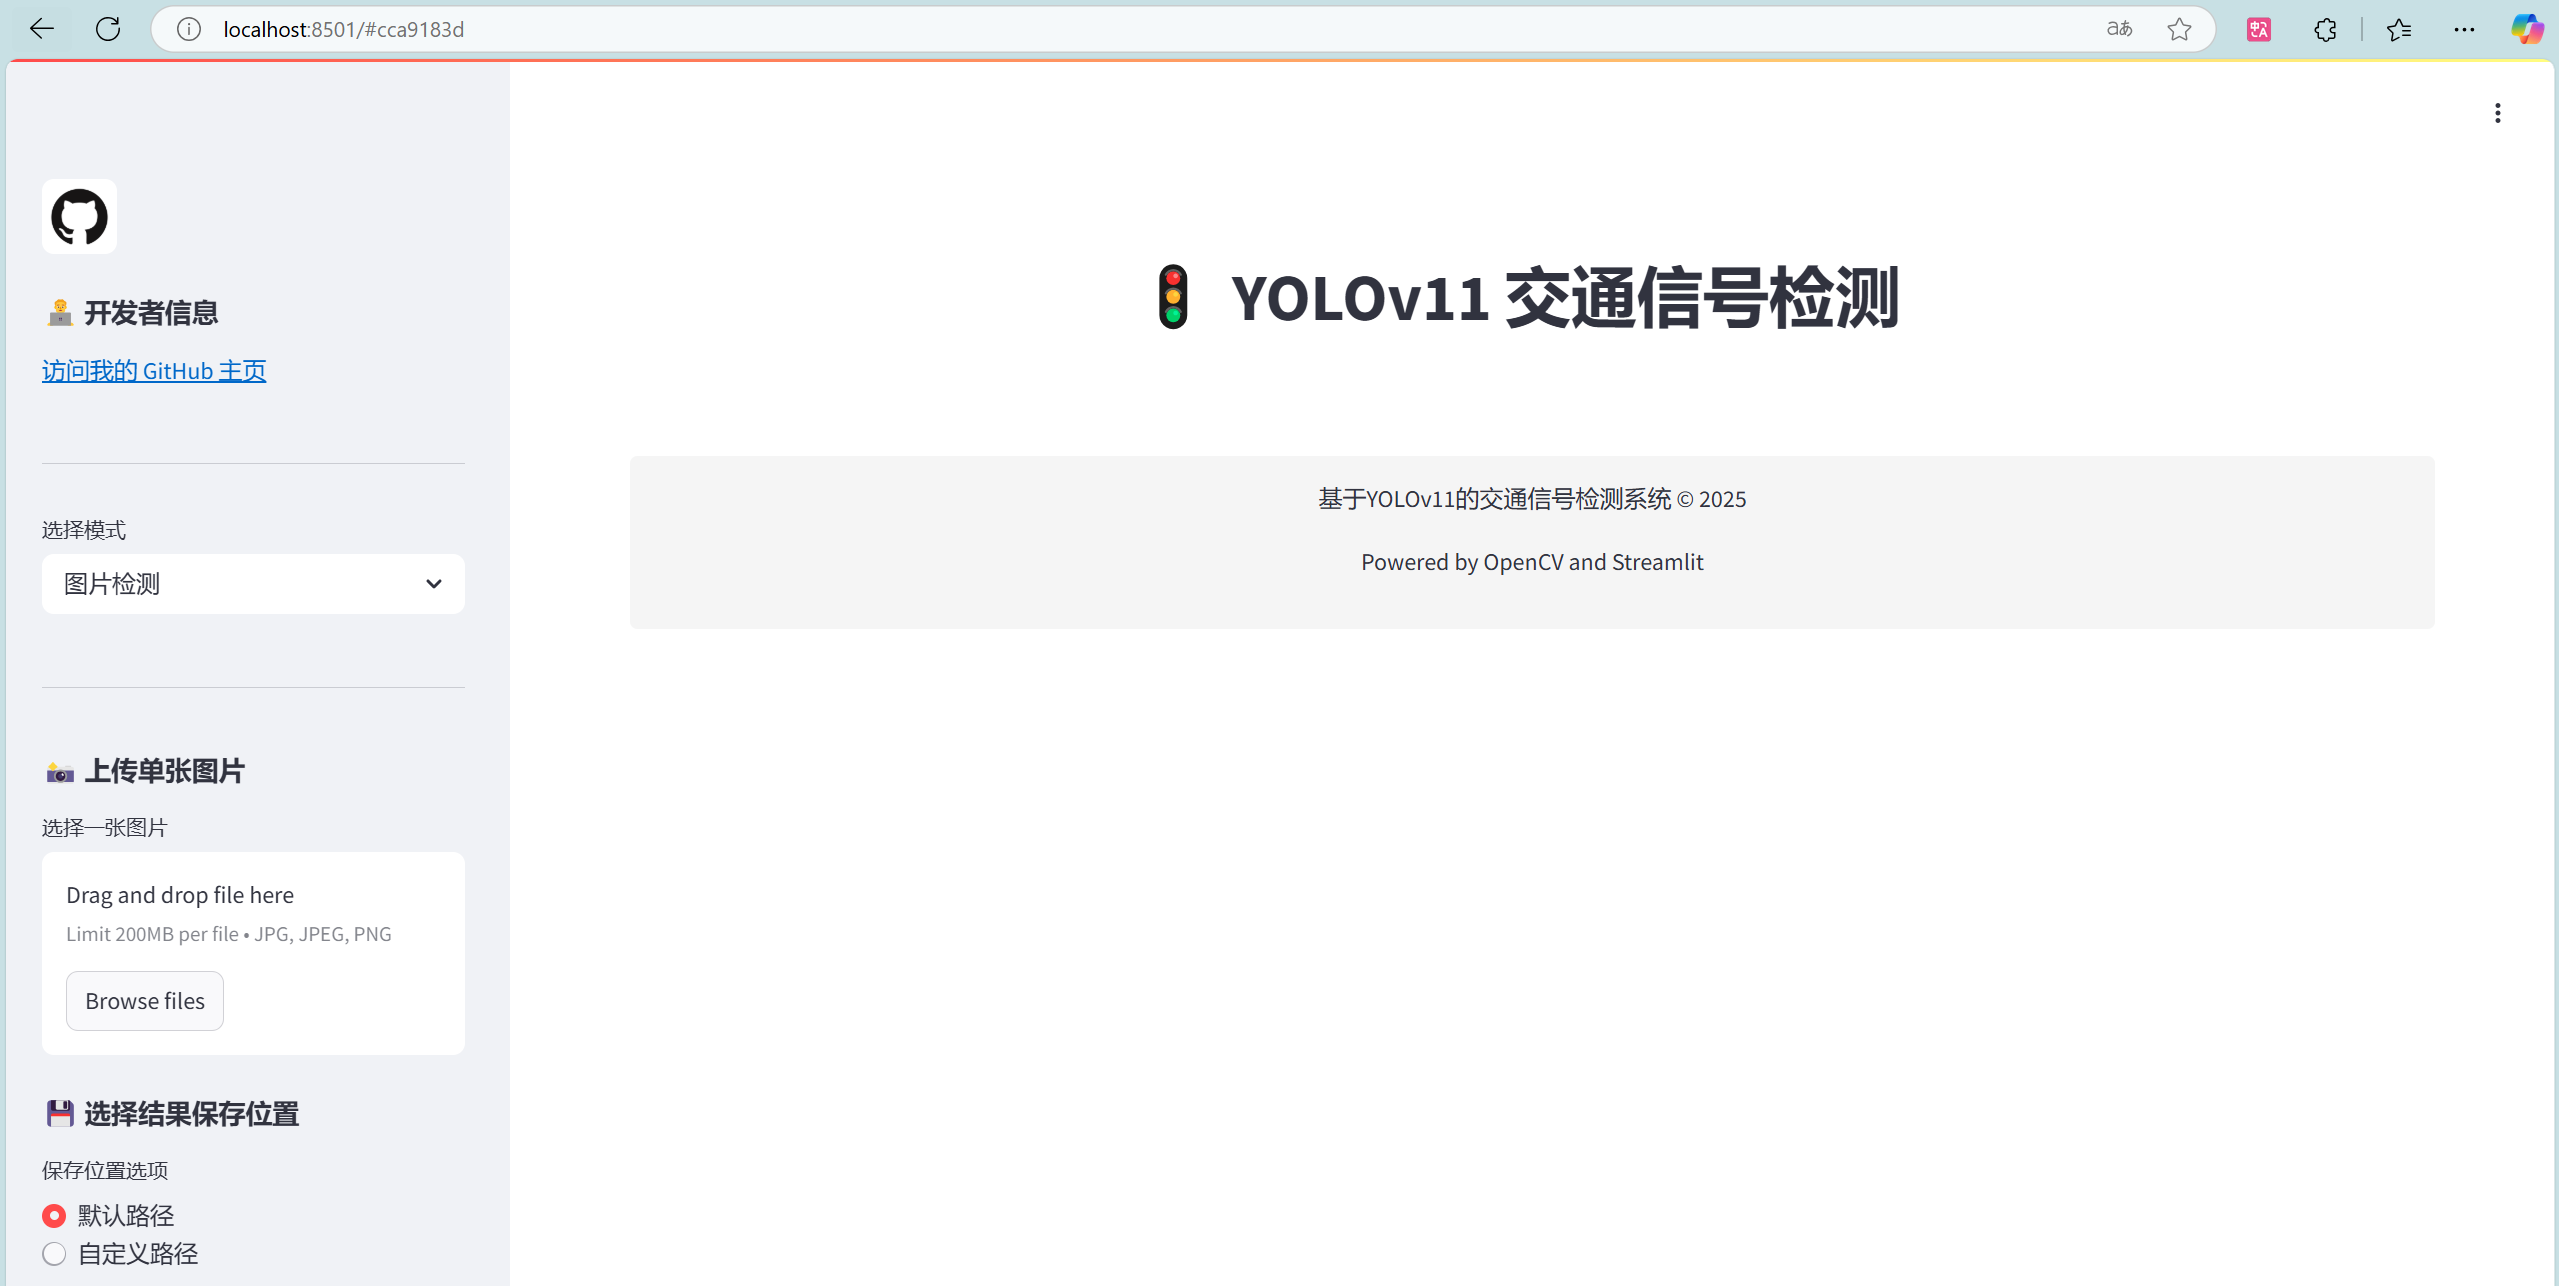 localhost:8501/#cca9183d
开发者信息
访问我的 GitHub 主页
选择模式
图片检测
上传单张图片
选择一张图片
Drag and drop file here
Limit 200MB per file • JPG, JPEG, PNG
Browse files
选择结果保存位置
保存位置选项
默认路径
自定义路径
YOLOv11 交通信号检测
基于YOLOv11的交通信号检测系统 © 2025
Powered by OpenCV and Streamlit